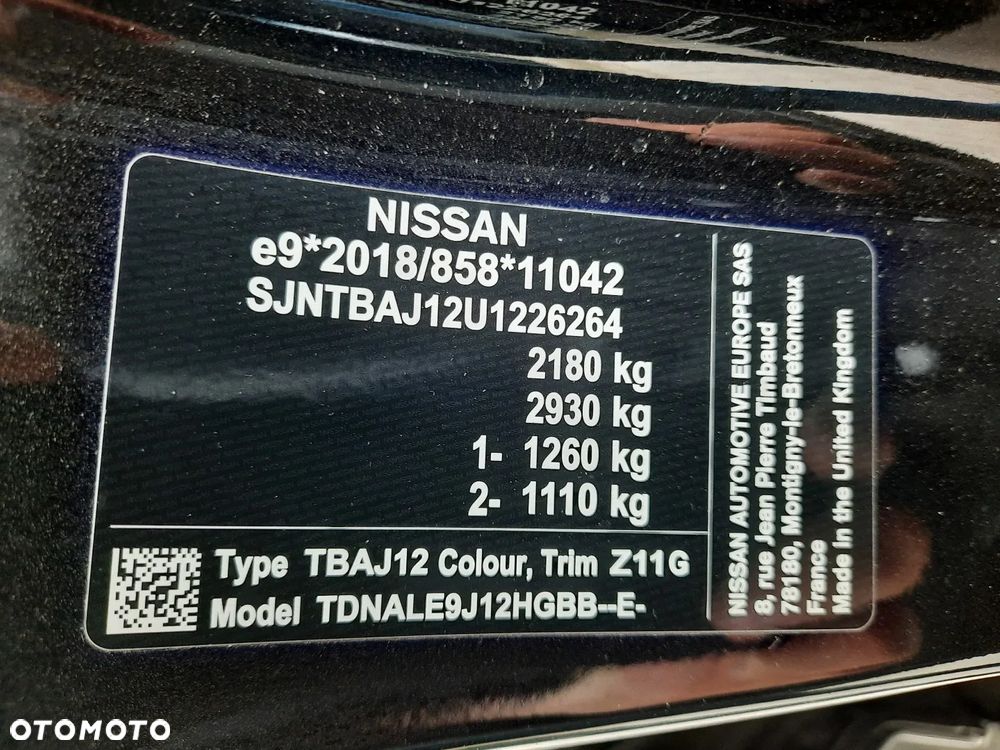 11042
NISSAN
e9*2018/858*11042
SJNTBAJ12U1226264
2180 kg
2930 kg
1- 1260 kg
2- 1110 kg
Type TBAJ12 Colour, Trim Z11G
Model TDNALE9J12HGBB--E-
NISSAN AUTOMOTIVE EUROPE SAS
8, rue Jean Pierre Timbaud
78180, Montigny-le-Bretonneux
France
Made in the United Kingdom
OTOMOTO